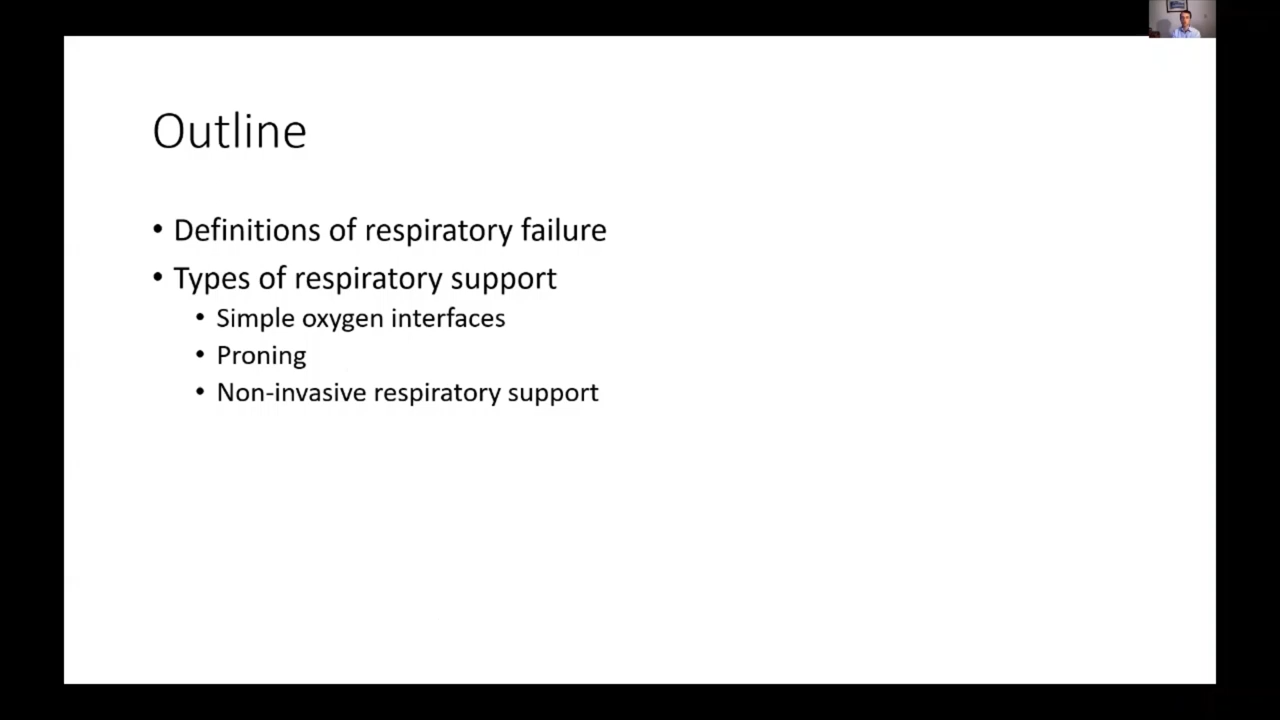 Outline
• Definitions of respiratory failure
• Types of respiratory support
• Simple oxygen interfaces
• Proning
• Non-invasive respiratory support